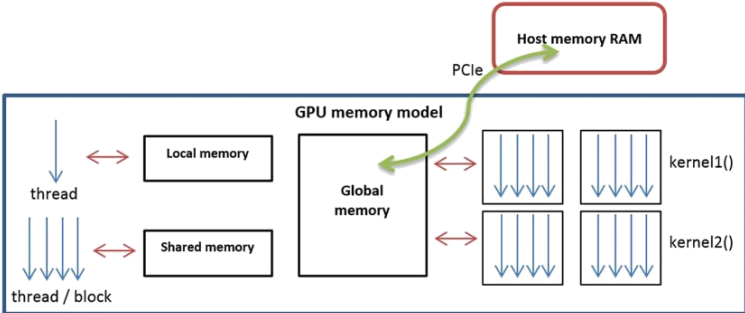 Host memory RAM
PCIe
GPU memory model
Local memory
thread
Global
memory
kernel1()
Shared memory
thread / block
kernel2()